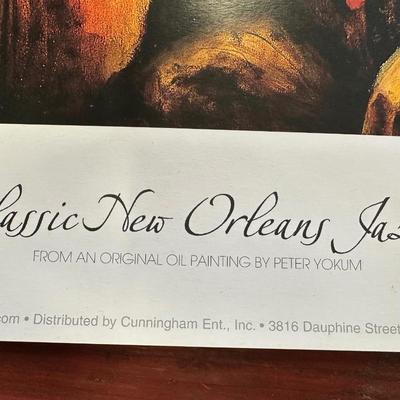 lassic New Orleans Ja
FROM AN ORIGINAL OIL PAINTING BY PETER YOKUM
com • Distributed by Cunningham Ent., Inc. • 3816 Dauphine Street